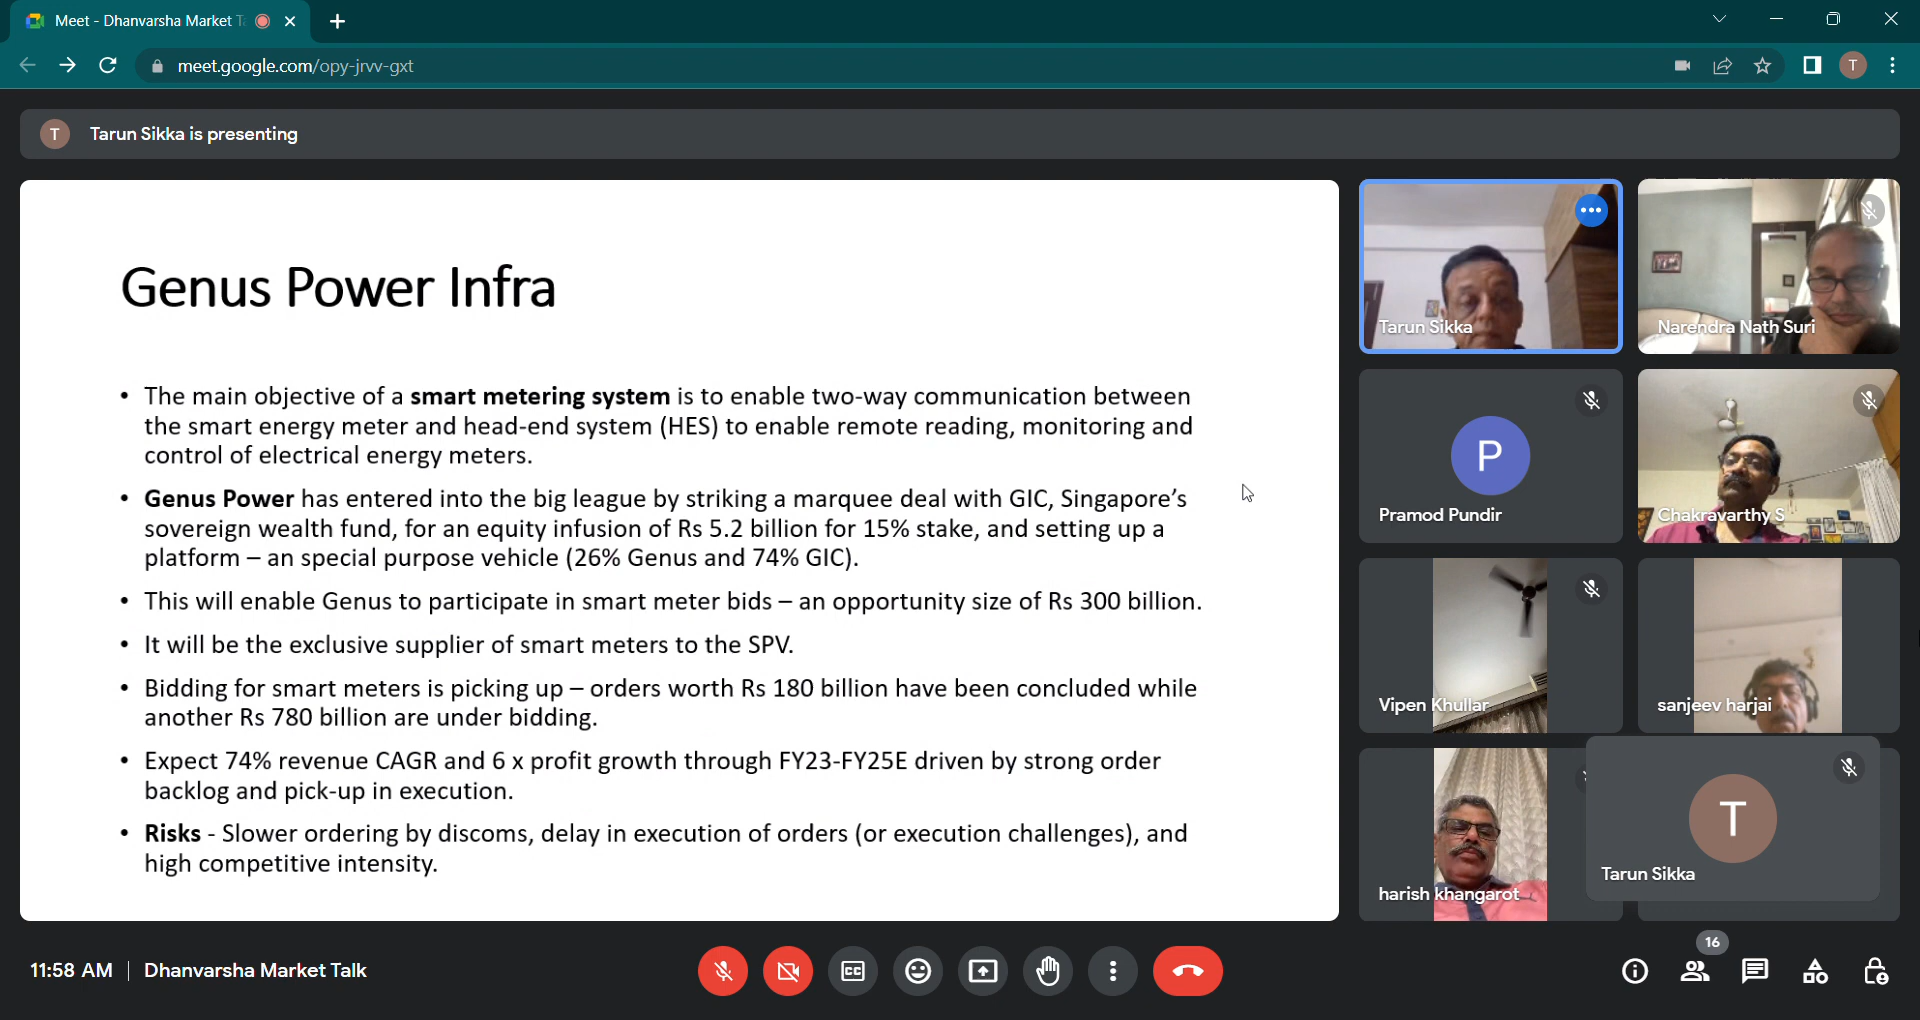 Meet - Dhanvarsha Market T
meet.google.com/opy-jrvv-gxt
T
T
Tarun Sikka is presenting
Genus Power Infra
• The main objective of a smart metering system is to enable two-way communication between
the smart energy meter and head-end system (HES) to enable remote reading, monitoring and
control of electrical energy meters.
• Genus Power has entered into the big league by striking a marquee deal with GIC, Singapore’s
sovereign wealth fund, for an equity infusion of Rs 5.2 billion for 15% stake, and setting up a
platform – an special purpose vehicle (26% Genus and 74% GIC).
• This will enable Genus to participate in smart meter bids – an opportunity size of Rs 300 billion.
• It will be the exclusive supplier of smart meters to the SPV.
• Bidding for smart meters is picking up – orders worth Rs 180 billion have been concluded while
another Rs 780 billion are under bidding.
• Expect 74% revenue CAGR and 6 x profit growth through FY23-FY25E driven by strong order
backlog and pick-up in execution.
• Risks - Slower ordering by discoms, delay in execution of orders (or execution challenges), and
high competitive intensity.
Tarun Sikka
Narendra Nath Suri
P
Pramod Pundir
Chakravarthy S
Vipen Khullar
sanjeev harjai
harish khangarot
T
Tarun Sikka
11:58 AM | Dhanvarsha Market Talk
CC
16